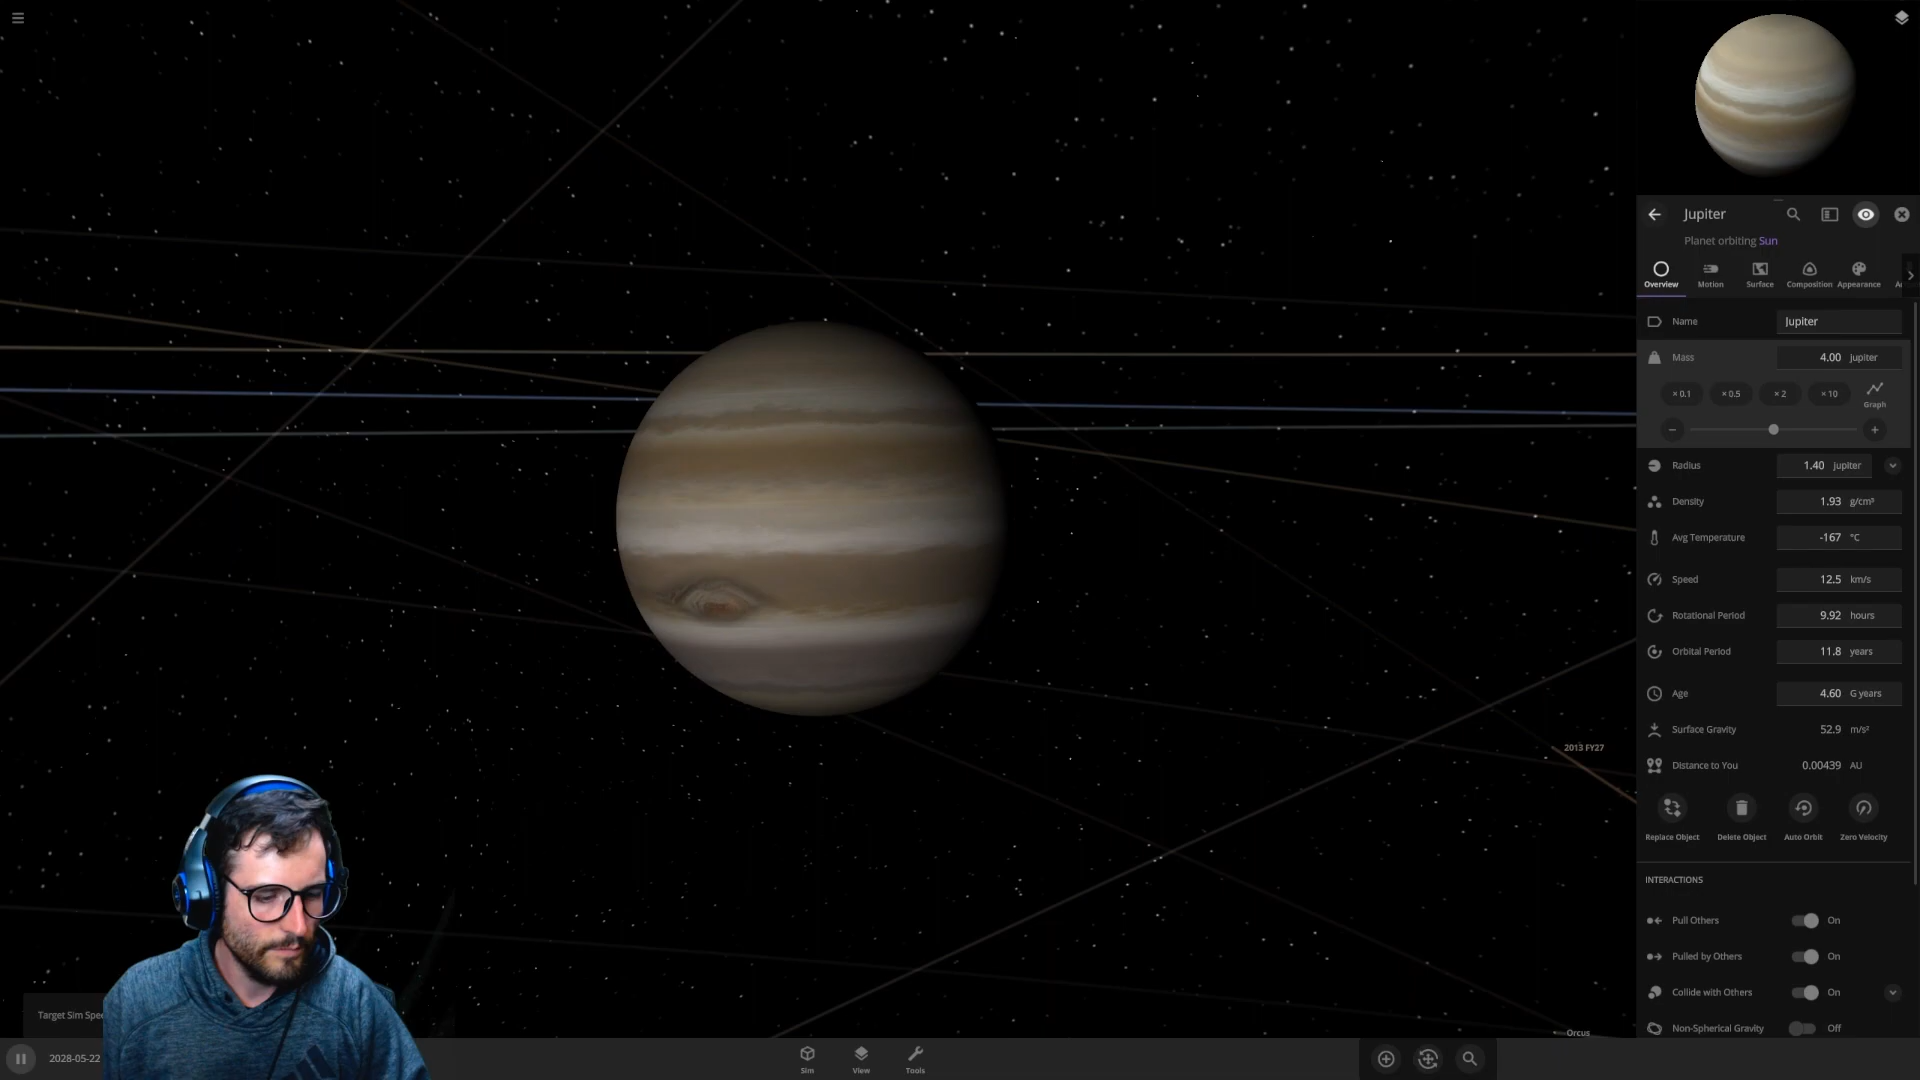 Jupiter
Planet orbiting Sun
Overview
Motion
Surface
Composition
Appearance
Name Jupiter
Mass 4.00 Jupiter
× 0.1 × 0.5 × 2 × 10 Graph
Radius 1.40 Jupiter
Density 1.93 g/cm³
Avg Temperature -167 °C
Speed 12.5 km/s
Rotational Period 9.92 hours
Orbital Period 11.8 years
Age 4.60 G years
Surface Gravity 52.9 m/s²
2013 FY27
Distance to You 0.00439 AU
Replace Object Delete Object Auto Orbit Zero Velocity
INTERACTIONS
Pull Others On
Pulled by Others On
Collide with Others On
Non-Spherical Gravity Off
Orcus
Target Sim
2028-05-22
Sim View Tools